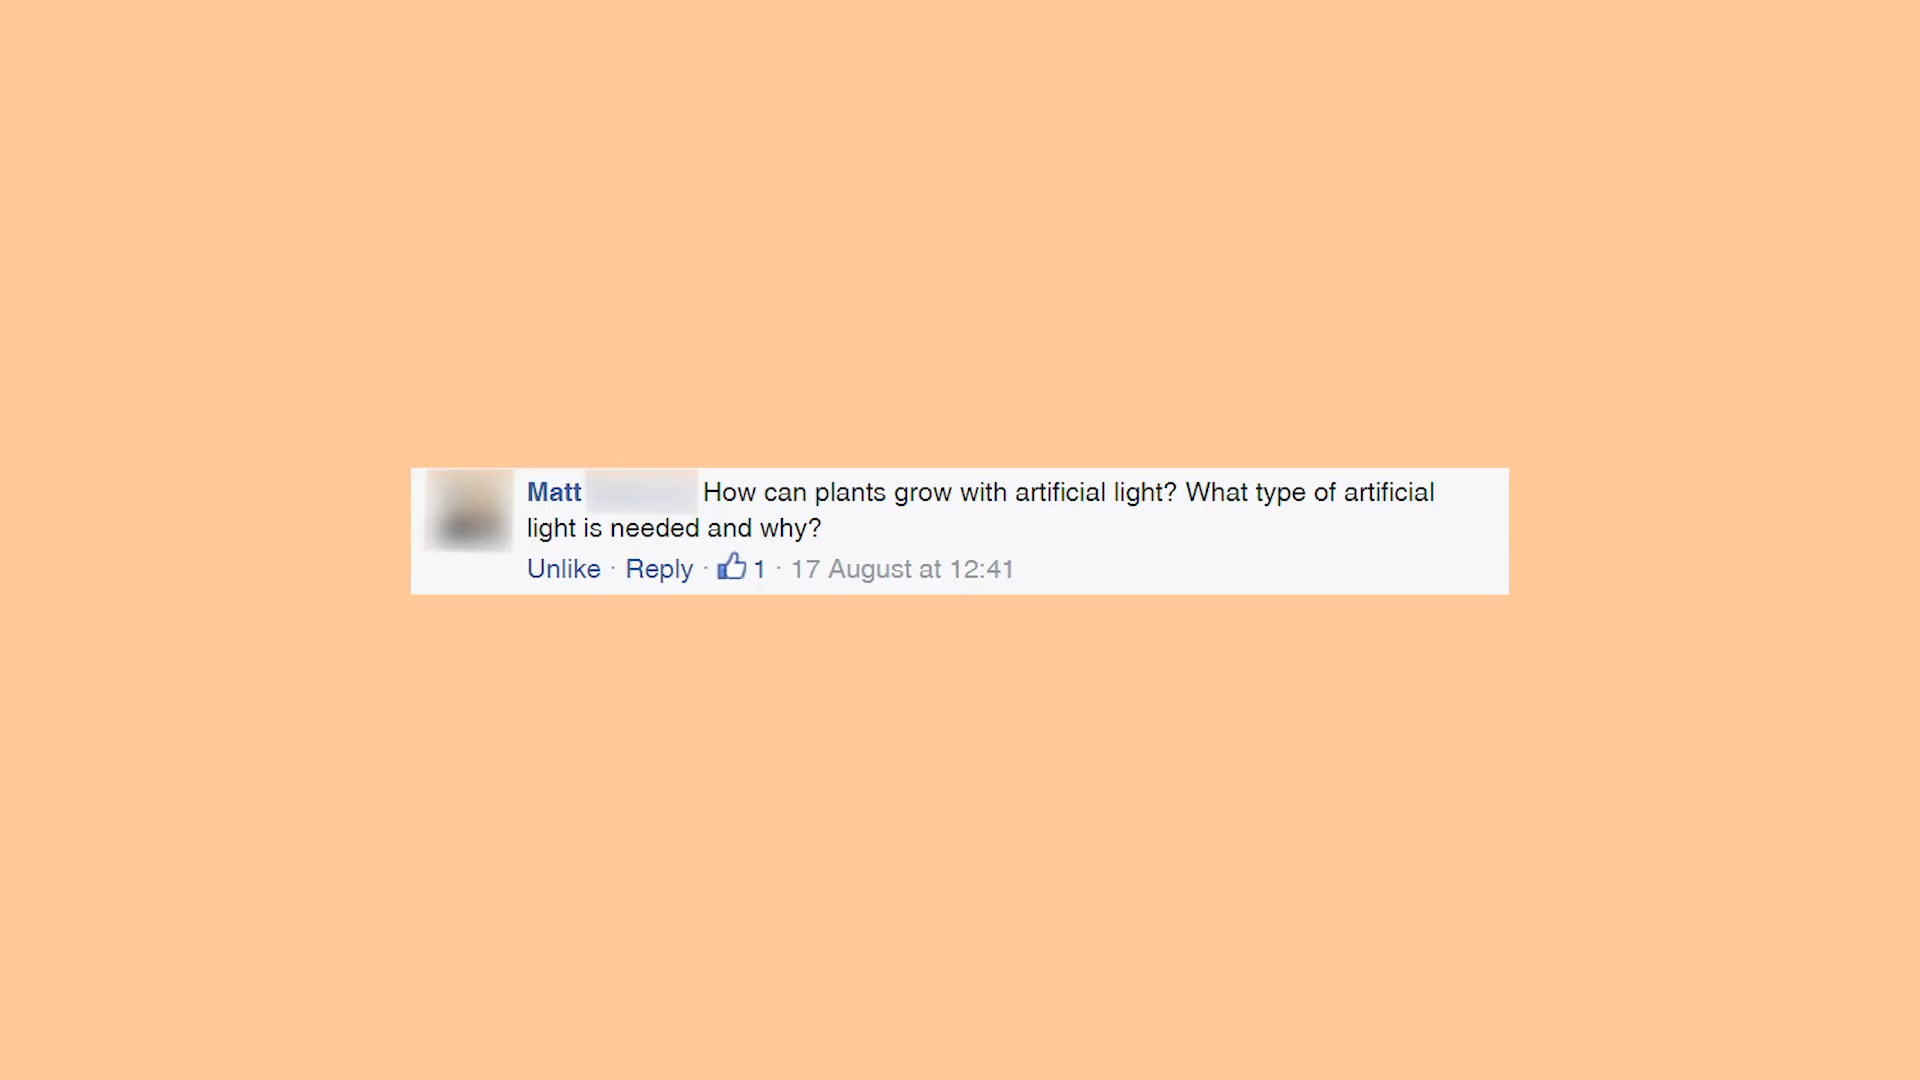 Matt How can plants grow with artificial light? What type of artificial
light is needed and why?
Unlike · Reply · 1 · 17 August at 12:41